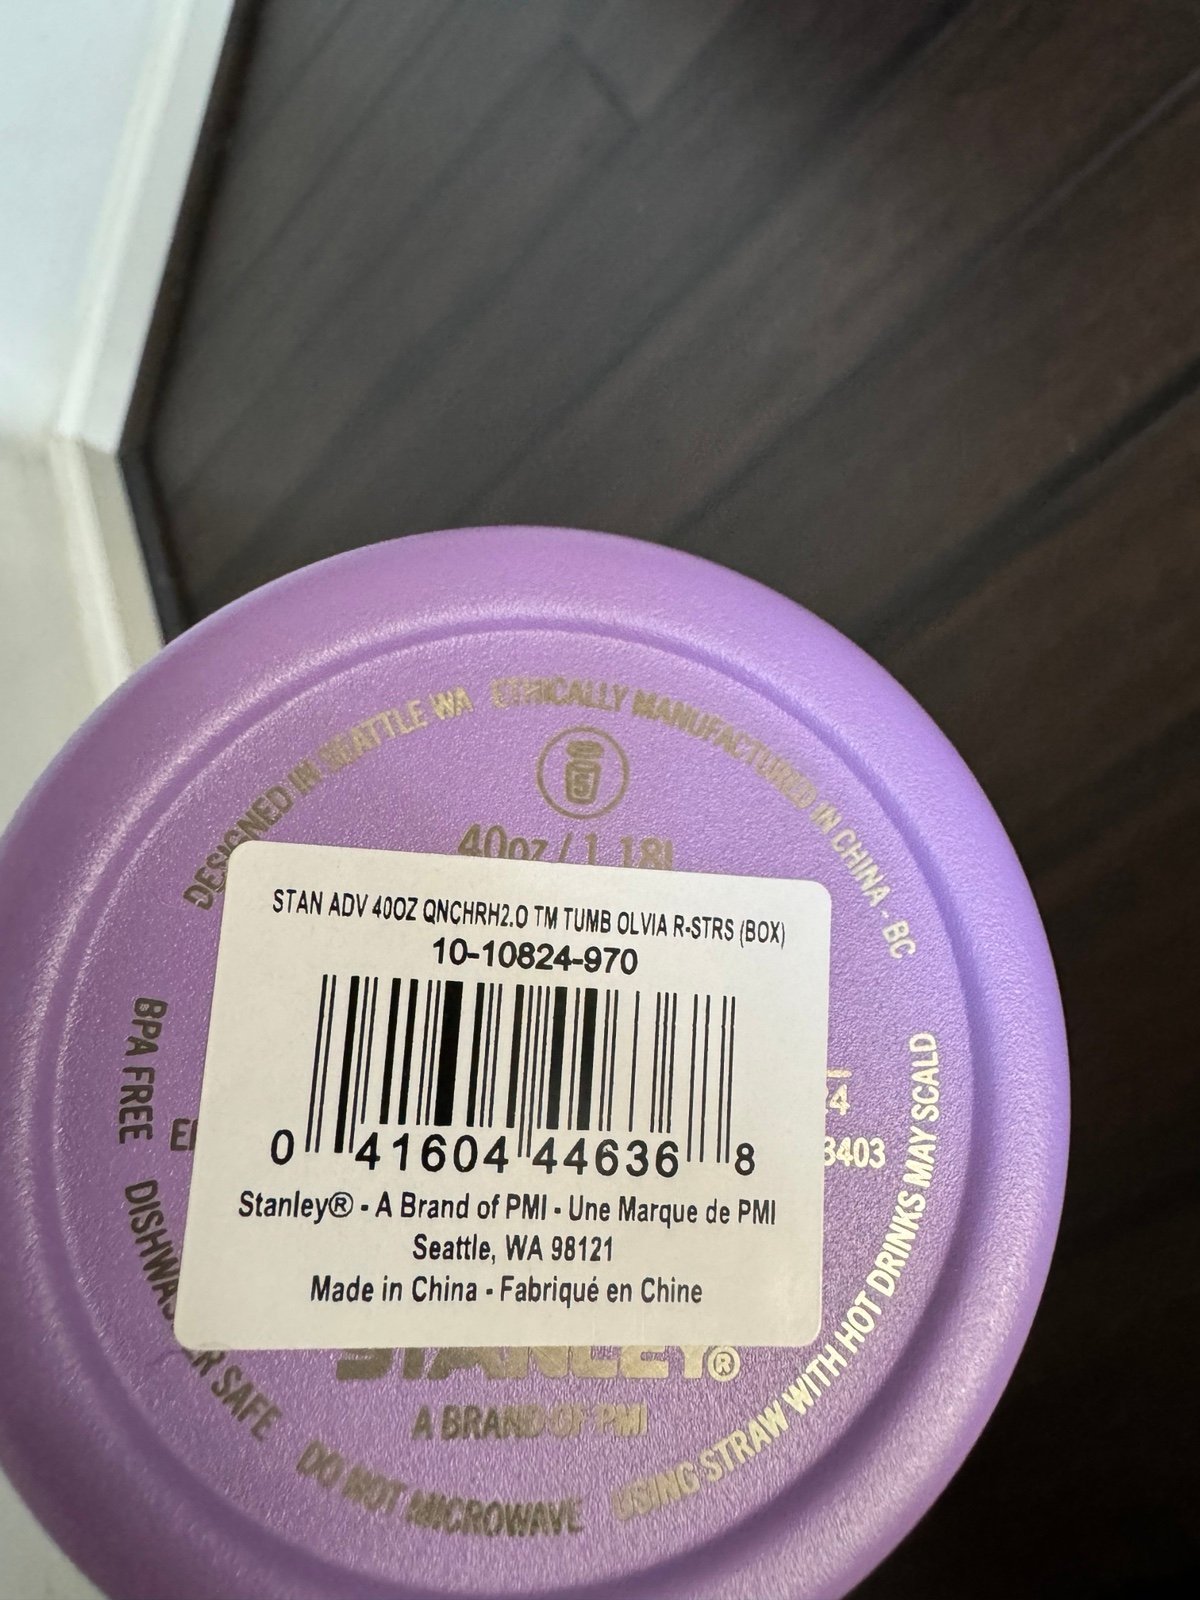 DESIGNED IN SEATTLE WA ETHICALLY MANUFACTURED IN CHINA - BC
40oz / 1.18L
STAN ADV 40OZ QNCHRH2.O TM TUMB OLVIA R-STRS (BOX)
10-10824-970
0 41604 44636 8
Stanley® - A Brand of PMI - Une Marque de PMI
Seattle, WA 98121
Made in China - Fabriqué en Chine
3403
STANLEY®
A BRAND OF PMI
BPA FREE DISHWASHER SAFE DO NOT MICROWAVE USING STRAW WITH HOT DRINKS MAY SCALD